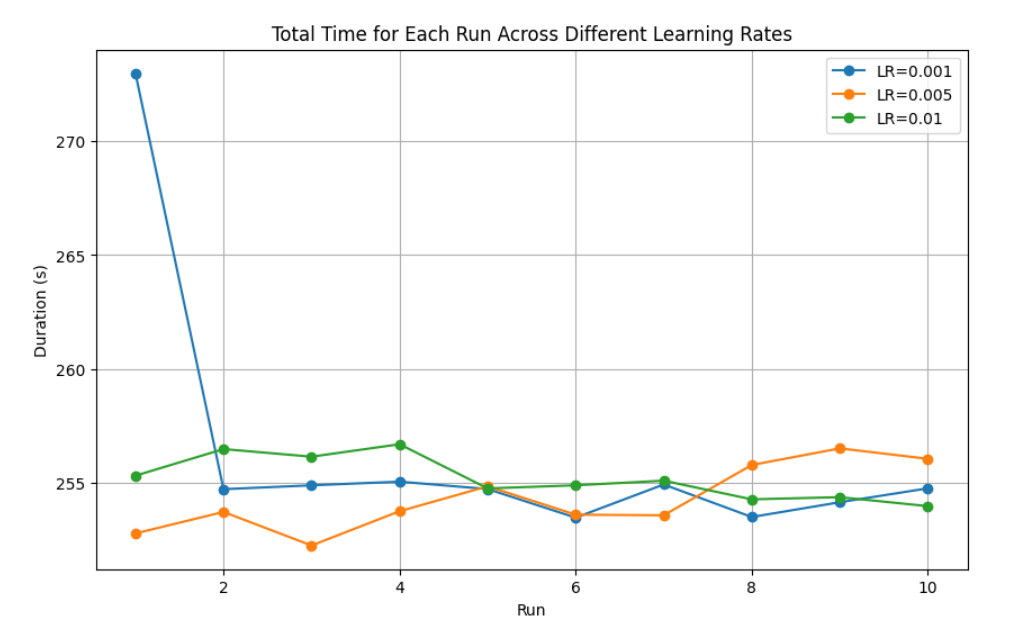 Total Time for Each Run Across Different Learning Rates
LR=0.001
LR=0.005
LR=0.01
270
265
260
255
Duration (s)
2 4 6 8 10
Run